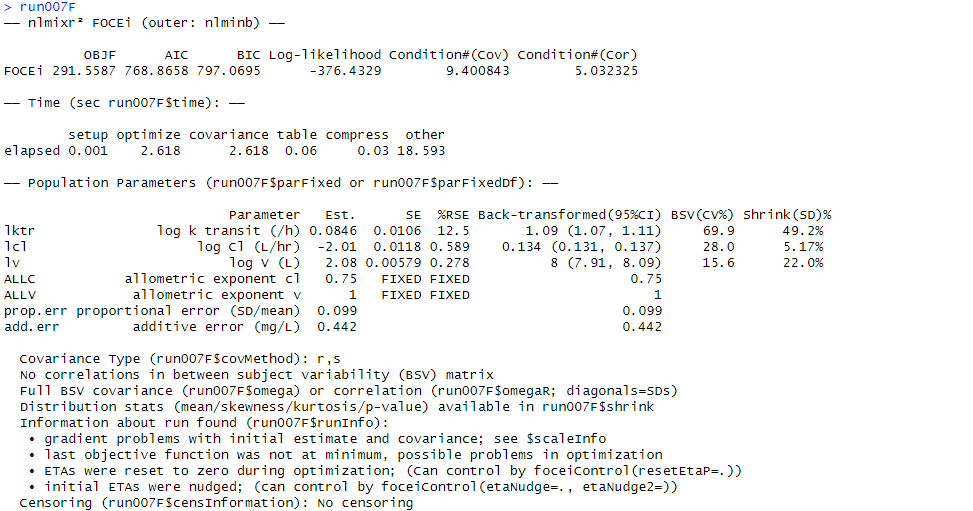 > run007F
── nlmixr² FOCEi (outer: nlminb) ──
          OBJF      AIC      BIC Log-likelihood Condition#(Cov) Condition#(Cor)
FOCEi 291.5587 768.8658 797.0695      -376.4329        9.400843        5.032325
── Time (sec run007F$time): ──
        setup optimize covariance table compress  other
elapsed 0.001    2.618      2.618  0.06     0.03 18.593
── Population Parameters (run007F$parFixed or run007F$parFixedDf): ──
                            Parameter   Est.      SE  %RSE Back-transformed(95%CI) BSV(CV%) Shrink(SD)%
lktr               log k transit (/h) 0.0846  0.0106  12.5       1.09 (1.07, 1.11)     69.9       49.2%
lcl                     log Cl (L/hr)  -2.01  0.0118 0.589    0.134 (0.131, 0.137)     28.0       5.17%
lv                          log V (L)   2.08 0.00579 0.278          8 (7.91, 8.09)     15.6       22.0%
ALLC           allometric exponent cl   0.75   FIXED FIXED                    0.75
ALLV            allometric exponent v      1   FIXED FIXED                       1
prop.err proportional error (SD/mean)  0.099                                 0.099
add.err         additive error (mg/L)  0.442                                 0.442
  Covariance Type (run007F$covMethod): r,s
  No correlations in between subject variability (BSV) matrix
  Full BSV covariance (run007F$omega) or correlation (run007F$omegaR; diagonals=SDs)
  Distribution stats (mean/skewness/kurtosis/p-value) available in run007F$shrink
  Information about run found (run007F$runInfo):
   • gradient problems with initial estimate and covariance; see $scaleInfo
   • last objective function was not at minimum, possible problems in optimization
   • ETAs were reset to zero during optimization; (Can control by foceiControl(resetEtaP=.))
   • initial ETAs were nudged; (can control by foceiControl(etaNudge=., etaNudge2=))
  Censoring (run007F$censInformation): No censoring